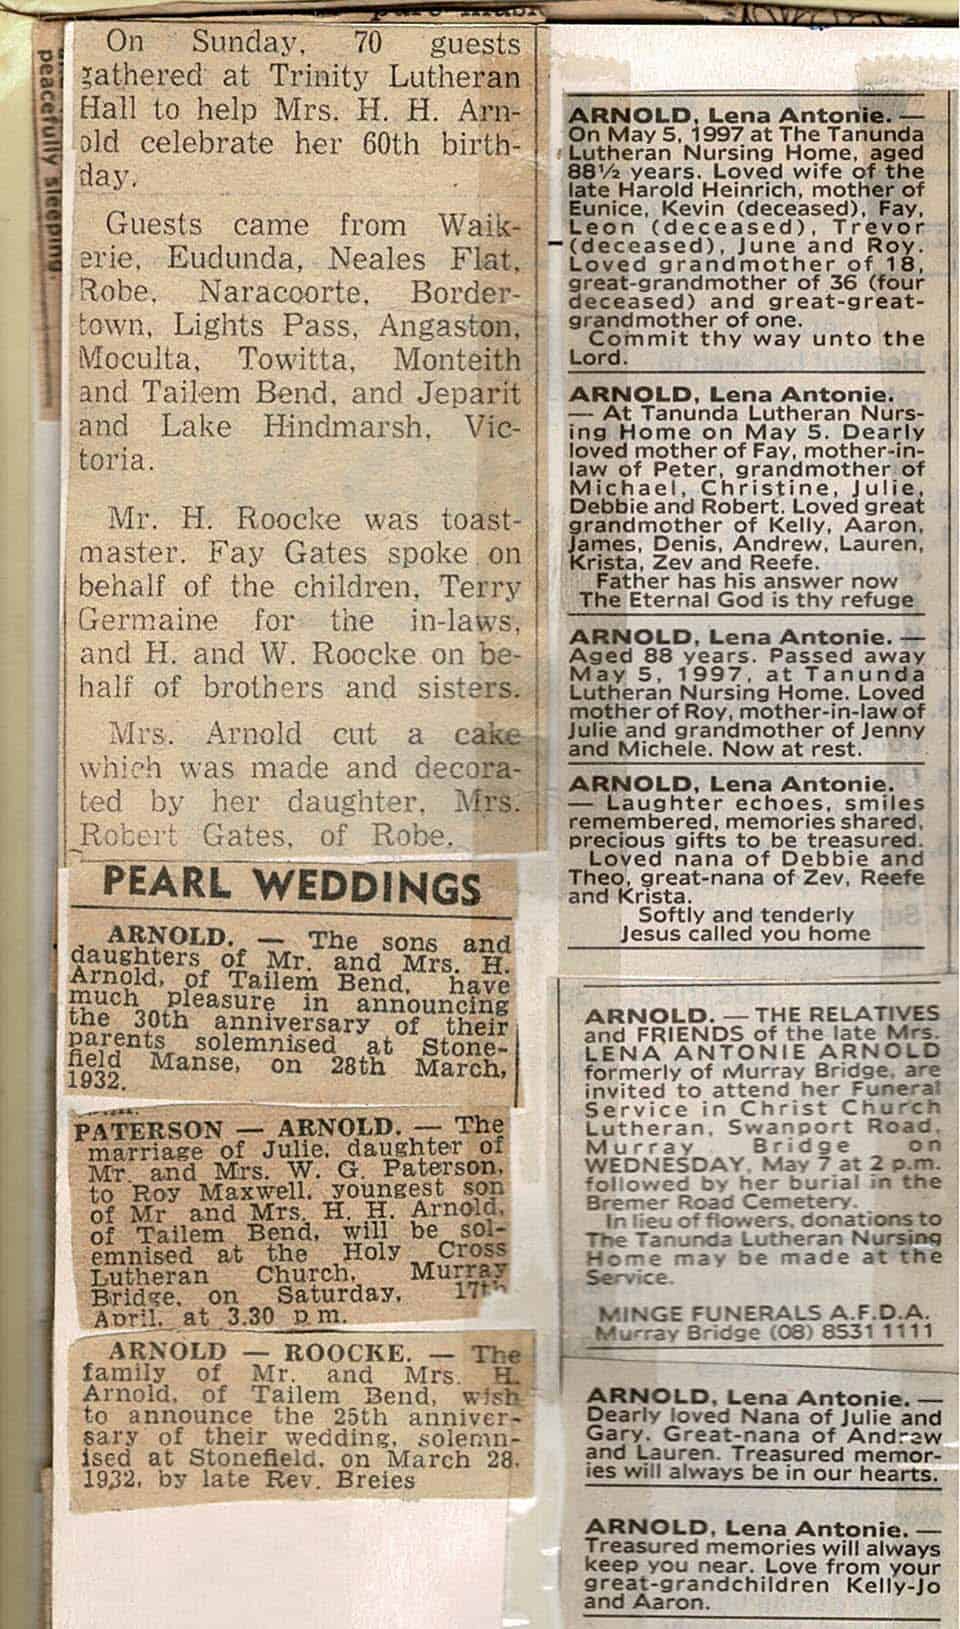 peacefully sleeping
On Sunday, 70 guests
gathered at Trinity Lutheran
Hall to help Mrs. H. H. Arn-
old celebrate her 60th birth-
day.
Guests came from Waik-
erie, Eudunda, Neales Flat,
Robe, Naracoorte, Border-
town, Lights Pass, Angaston,
Moculta, Towitta, Monteith
and Tailem Bend, and Jeparit
and Lake Hindmarsh, Vic-
toria.
Mr. H. Roocke was toast-
master. Fay Gates spoke on
behalf of the children, Terry
Germaine for the in-laws,
and H. and W. Roocke on be-
half of brothers and sisters.
Mrs. Arnold cut a cake
which was made and decora-
ted by her daughter, Mrs.
Robert Gates, of Robe.
PEARL WEDDINGS
ARNOLD. — The sons and
daughters of Mr. and Mrs. H.
Arnold, of Tailem Bend, have
much pleasure in announcing
the 30th anniversary of their
parents solemnised at Stone-
field Manse, on 28th March,
1932.
PATERSON — ARNOLD. — The
marriage of Julie, daughter of
Mr. and Mrs. W. G. Paterson,
to Roy Maxwell, youngest son
of Mr and Mrs. H. H. Arnold,
of Tailem Bend, will be sol-
emnised at the Holy Cross
Lutheran Church, Murray
Bridge, on Saturday, 17th
April, at 3.30 p.m.
ARNOLD — ROOCKE. — The
family of Mr. and Mrs. H.
Arnold, of Tailem Bend, wish
to announce the 25th anniver-
sary of their wedding, solemn-
ised at Stonefield, on March 28,
1932, by late Rev. Breies
ARNOLD, Lena Antonie. —
On May 5, 1997 at The Tanunda
Lutheran Nursing Home, aged
88½ years. Loved wife of the
late Harold Heinrich, mother of
Eunice, Kevin (deceased), Fay,
Leon (deceased), Trevor
(deceased), June and Roy.
Loved grandmother of 18,
great-grandmother of 36 (four
deceased) and great-great-
grandmother of one.
Commit thy way unto the
Lord.
ARNOLD, Lena Antonie.
— At Tanunda Lutheran Nurs-
ing Home on May 5. Dearly
loved mother of Fay, mother-in-
law of Peter, grandmother of
Michael, Christine, Julie,
Debbie and Robert. Loved great
grandmother of Kelly, Aaron,
James, Denis, Andrew, Lauren,
Krista, Zev and Reefe.
Father has his answer now
The Eternal God is thy refuge
ARNOLD, Lena Antonie. —
Aged 88 years. Passed away
May 5, 1997, at Tanunda
Lutheran Nursing Home. Loved
mother of Roy, mother-in-law of
Julie and grandmother of Jenny
and Michele. Now at rest.
ARNOLD, Lena Antonie.
— Laughter echoes, smiles
remembered, memories shared,
precious gifts to be treasured.
Loved nana of Debbie and
Theo, great-nana of Zev, Reefe
and Krista.
Softly and tenderly
Jesus called you home
ARNOLD. — THE RELATIVES
and FRIENDS of the late Mrs.
LENA ANTONIE ARNOLD
formerly of Murray Bridge, are
invited to attend her Funeral
Service in Christ Church
Lutheran, Swanport Road,
Murray Bridge on
WEDNESDAY, May 7 at 2 p.m.
followed by her burial in the
Bremer Road Cemetery.
In lieu of flowers, donations to
The Tanunda Lutheran Nursing
Home may be made at the
Service.
MINGE FUNERALS A.F.D.A.
Murray Bridge (08) 8531 1111
ARNOLD, Lena Antonie. —
Dearly loved Nana of Julie and
Gary. Great-nana of Andrew
and Lauren. Treasured memor-
ies will always be in our hearts.
ARNOLD, Lena Antonie. —
Treasured memories will always
keep you near. Love from your
great-grandchildren Kelly-Jo
and Aaron.